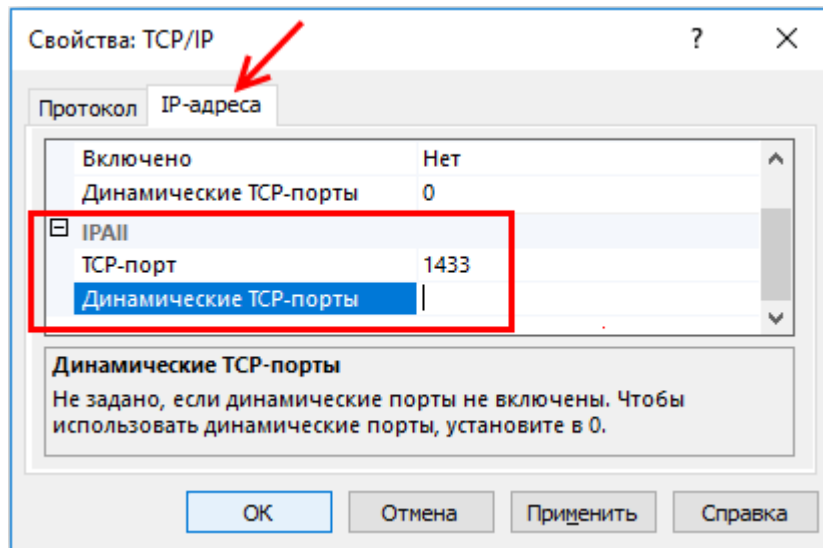 Свойства: TCP/IP
Протокол IP-адреса
Включено Нет
Динамические TCP-порты 0
IPAll
TCP-порт 1433
Динамические TCP-порты
Динамические TCP-порты
Не задано, если динамические порты не включены. Чтобы
использовать динамические порты, установите в 0.
OK Отмена Применить Справка